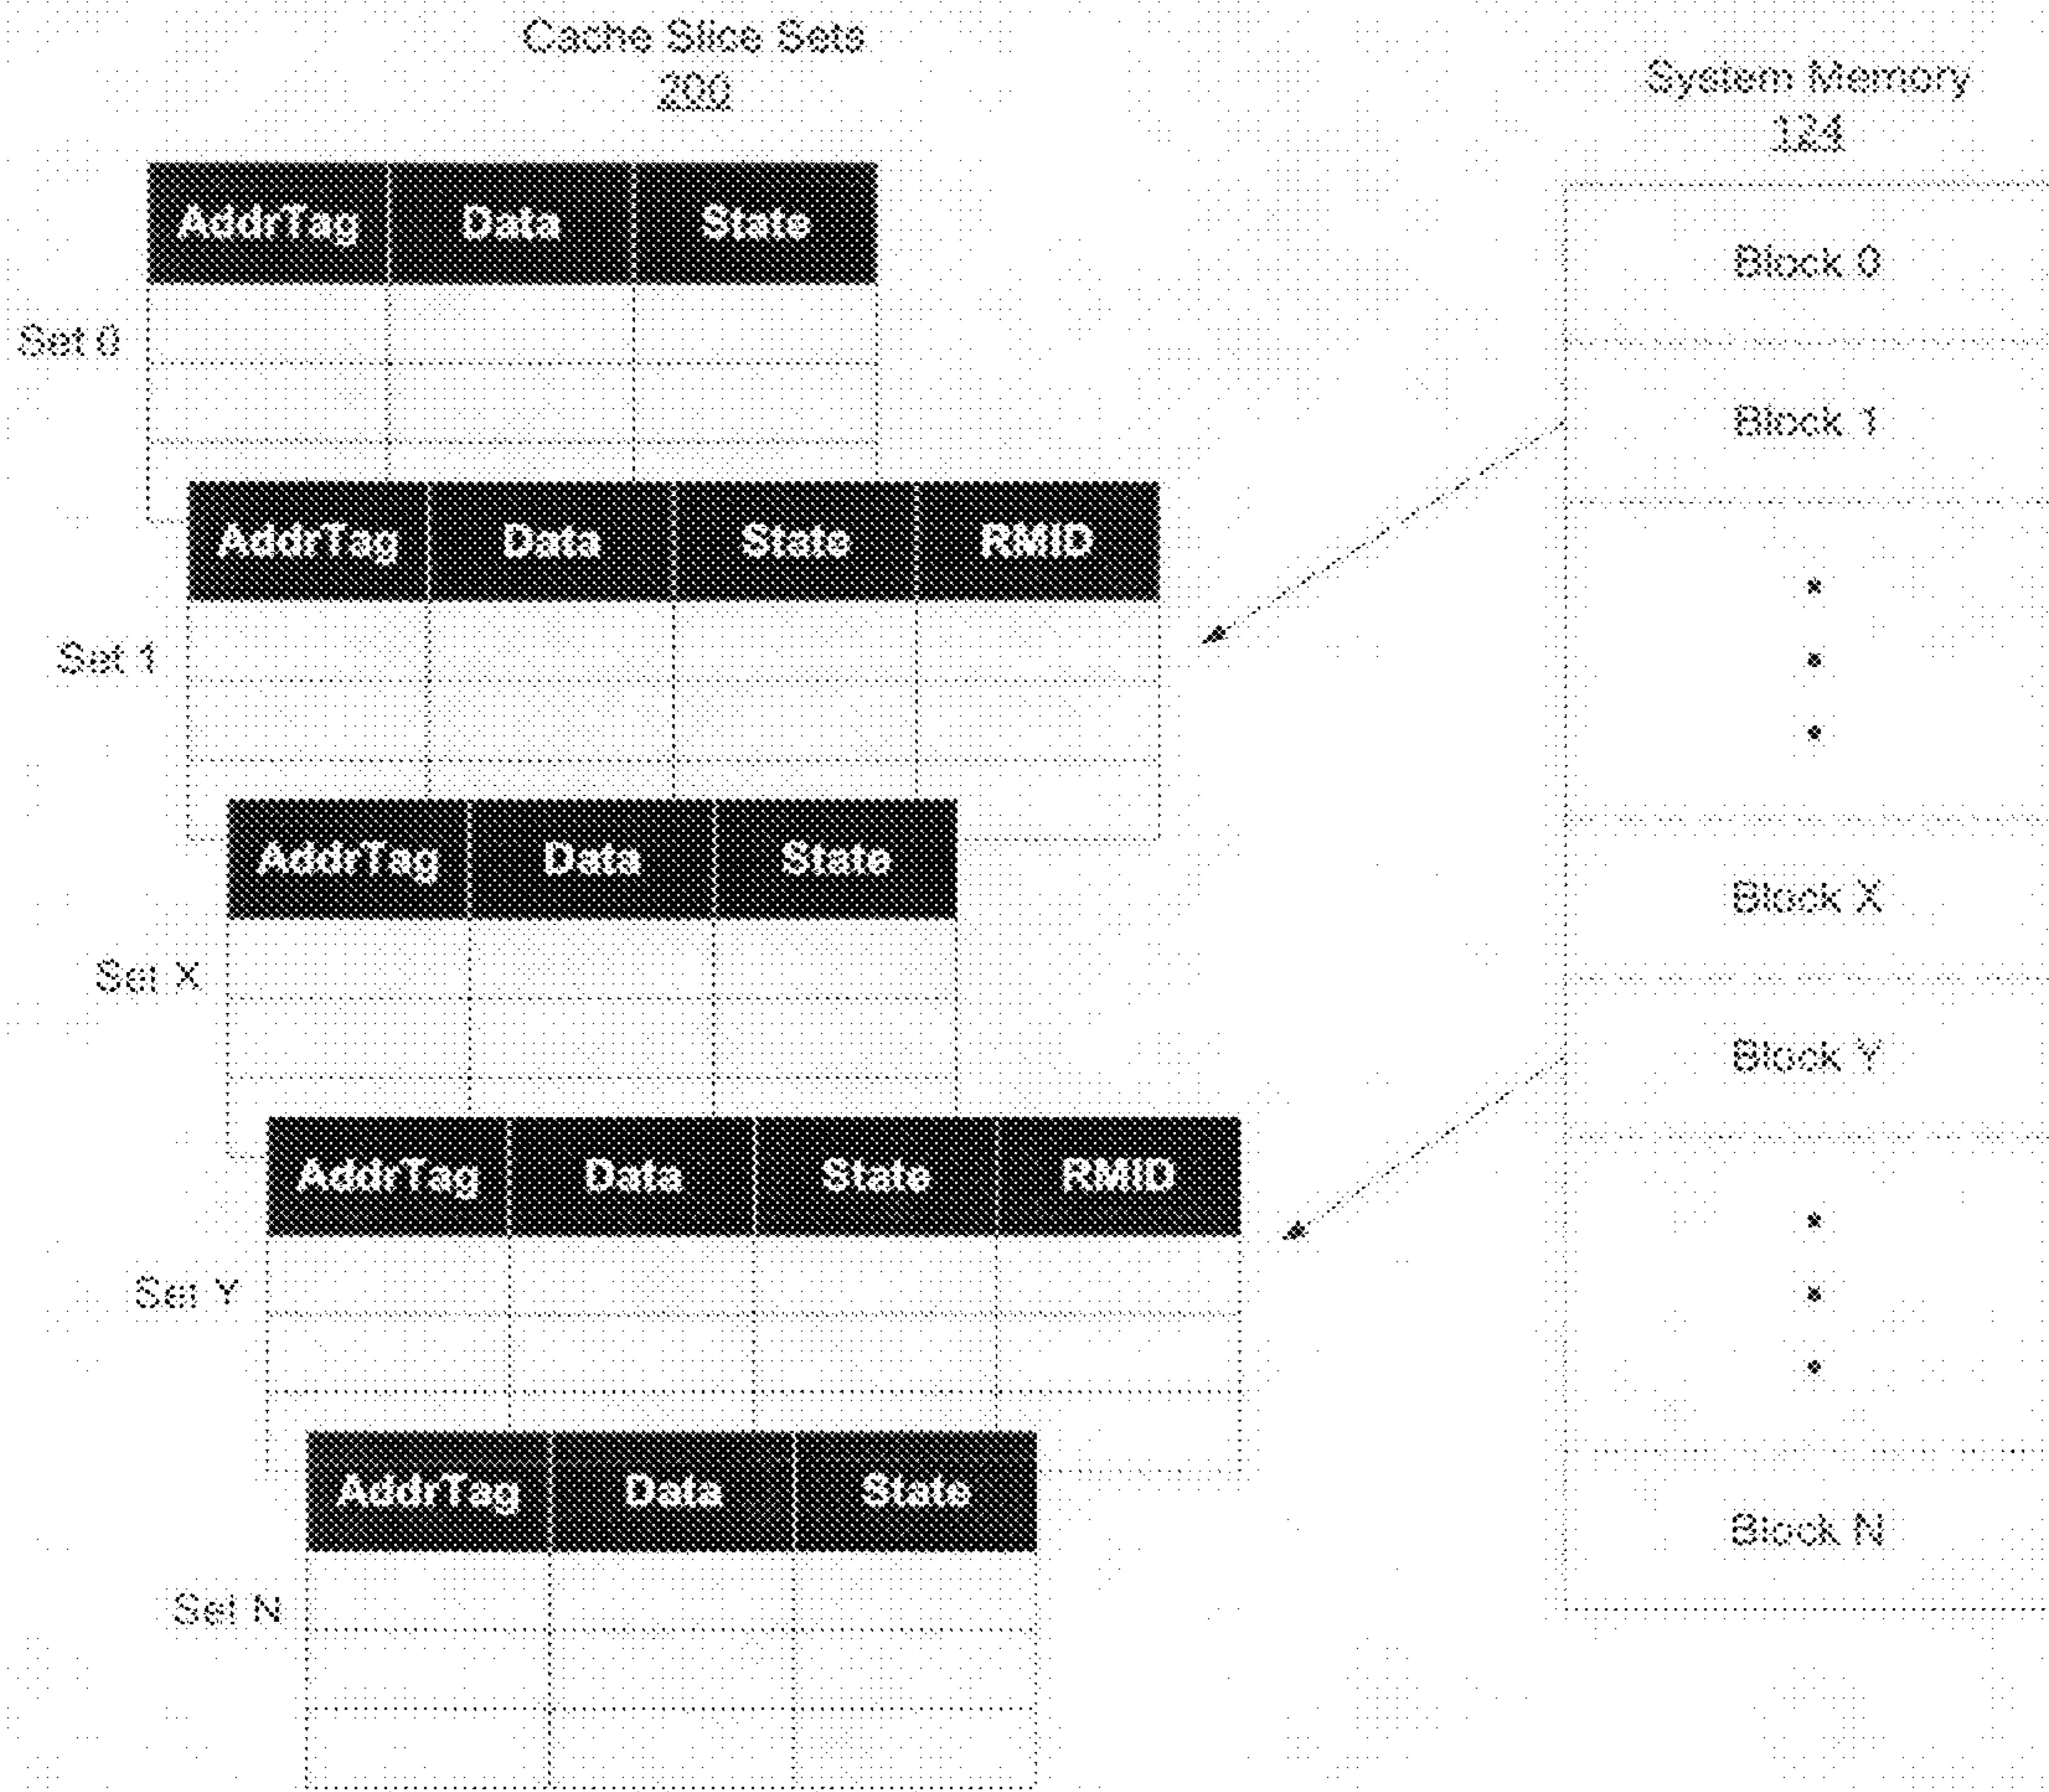 Cache Slice Sets
200
AddrTag Data State
Set 0
AddrTag Data State RMID
Set 1
AddrTag Data State
Set X
AddrTag Data State RMID
Set Y
AddrTag Data State
Set N
System Memory
124
Block 0
Block 1
Block X
Block Y
Block N